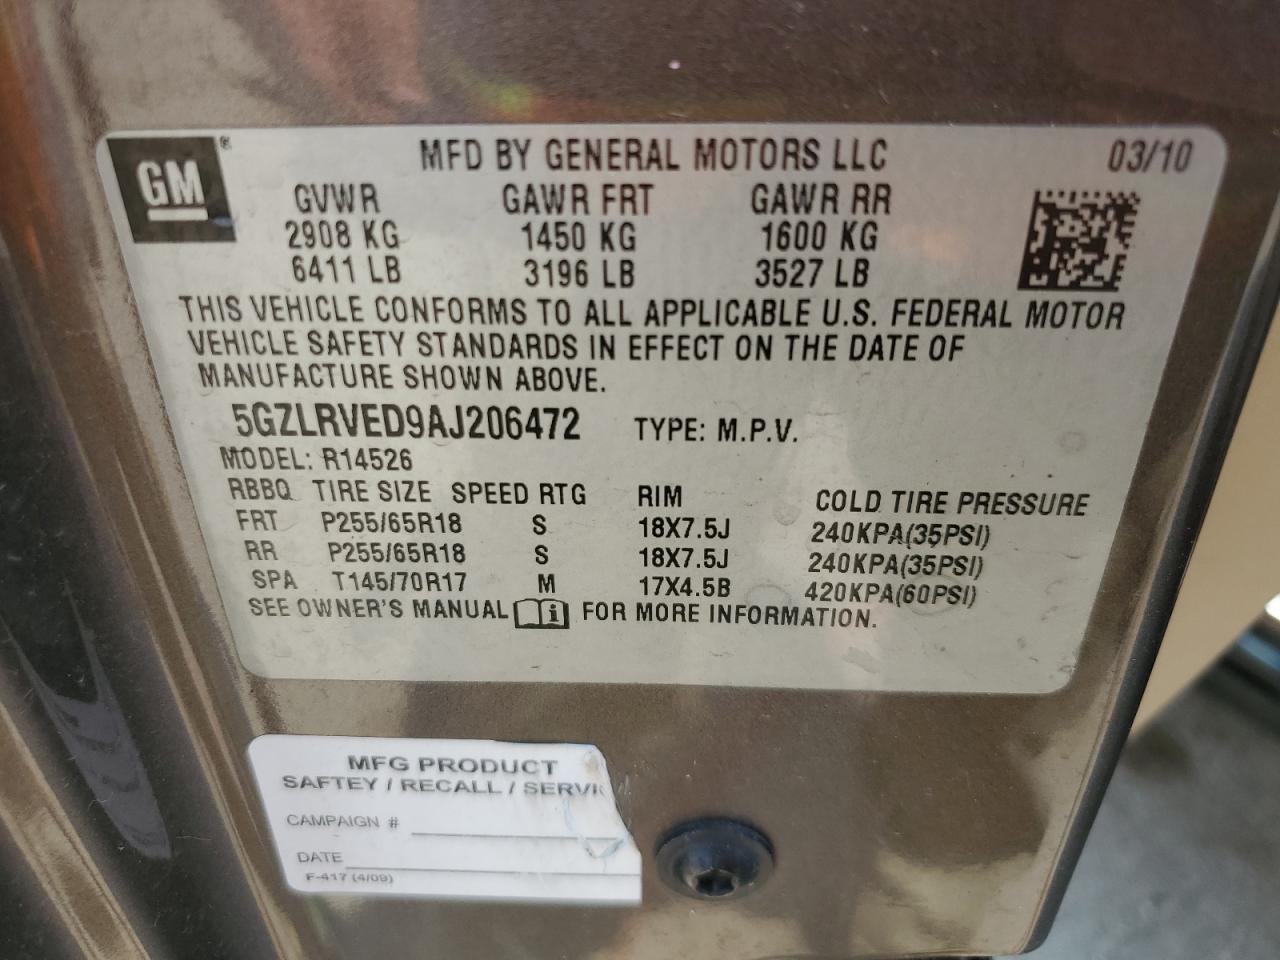 GM®
MFD BY GENERAL MOTORS LLC 03/10
GVWR GAWR FRT GAWR RR
2908 KG 1450 KG 1600 KG
6411 LB 3196 LB 3527 LB
THIS VEHICLE CONFORMS TO ALL APPLICABLE U.S. FEDERAL MOTOR
VEHICLE SAFETY STANDARDS IN EFFECT ON THE DATE OF
MANUFACTURE SHOWN ABOVE.
5GZLRVED9AJ206472 TYPE: M.P.V.
MODEL: R14526
RBBQ TIRE SIZE SPEED RTG RIM COLD TIRE PRESSURE
FRT P255/65R18 S 18X7.5J 240KPA(35PSI)
RR P255/65R18 S 18X7.5J 240KPA(35PSI)
SPA T145/70R17 M 17X4.5B 420KPA(60PSI)
SEE OWNER'S MANUAL i FOR MORE INFORMATION.
MFG PRODUCT
SAFTEY / RECALL / SERVI
CAMPAIGN #
DATE
F-417 (4/09)